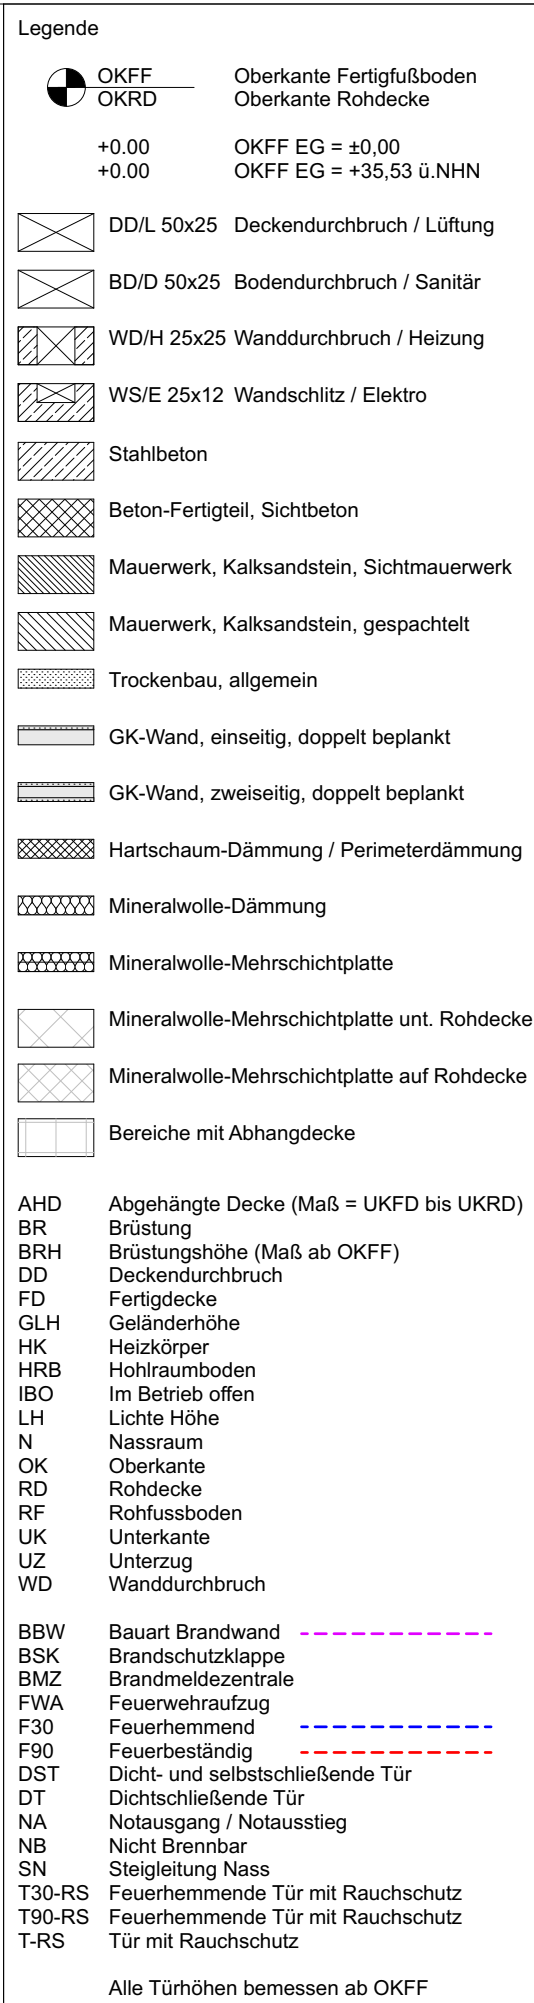 Legende
OKFF Oberkante Fertigfußboden
OKRD Oberkante Rohdecke
+0.00 OKFF EG = ±0,00
+0.00 OKFF EG = +35,53 ü.NHN
DD/L 50x25 Deckendurchbruch / Lüftung
BD/D 50x25 Bodendurchbruch / Sanitär
WD/H 25x25 Wanddurchbruch / Heizung
WS/E 25x12 Wandschlitz / Elektro
Stahlbeton
Beton-Fertigteil, Sichtbeton
Mauerwerk, Kalksandstein, Sichtmauerwerk
Mauerwerk, Kalksandstein, gespachtelt
Trockenbau, allgemein
GK-Wand, einseitig, doppelt beplankt
GK-Wand, zweiseitig, doppelt beplankt
Hartschaum-Dämmung / Perimeterdämmung
Mineralwolle-Dämmung
Mineralwolle-Mehrschichtplatte
Mineralwolle-Mehrschichtplatte unt. Rohdecke
Mineralwolle-Mehrschichtplatte auf Rohdecke
Bereiche mit Abhangdecke
AHD Abgehängte Decke (Maß = UKFD bis UKRD)
BR Brüstung
BRH Brüstungshöhe (Maß ab OKFF)
DD Deckendurchbruch
FD Fertigdecke
GLH Geländerhöhe
HK Heizkörper
HRB Hohlraumboden
IBO Im Betrieb offen
LH Lichte Höhe
N Nassraum
OK Oberkante
RD Rohdecke
RF Rohfussboden
UK Unterkante
UZ Unterzug
WD Wanddurchbruch
BBW Bauart Brandwand
BSK Brandschutzklappe
BMZ Brandmeldezentrale
FWA Feuerwehraufzug
F30 Feuerhemmend
F90 Feuerbeständig
DST Dicht- und selbstschließende Tür
DT Dichtschließende Tür
NA Notausgang / Notausstieg
NB Nicht Brennbar
SN Steigleitung Nass
T30-RS Feuerhemmende Tür mit Rauchschutz
T90-RS Feuerhemmende Tür mit Rauchschutz
T-RS Tür mit Rauchschutz
Alle Türhöhen bemessen ab OKFF